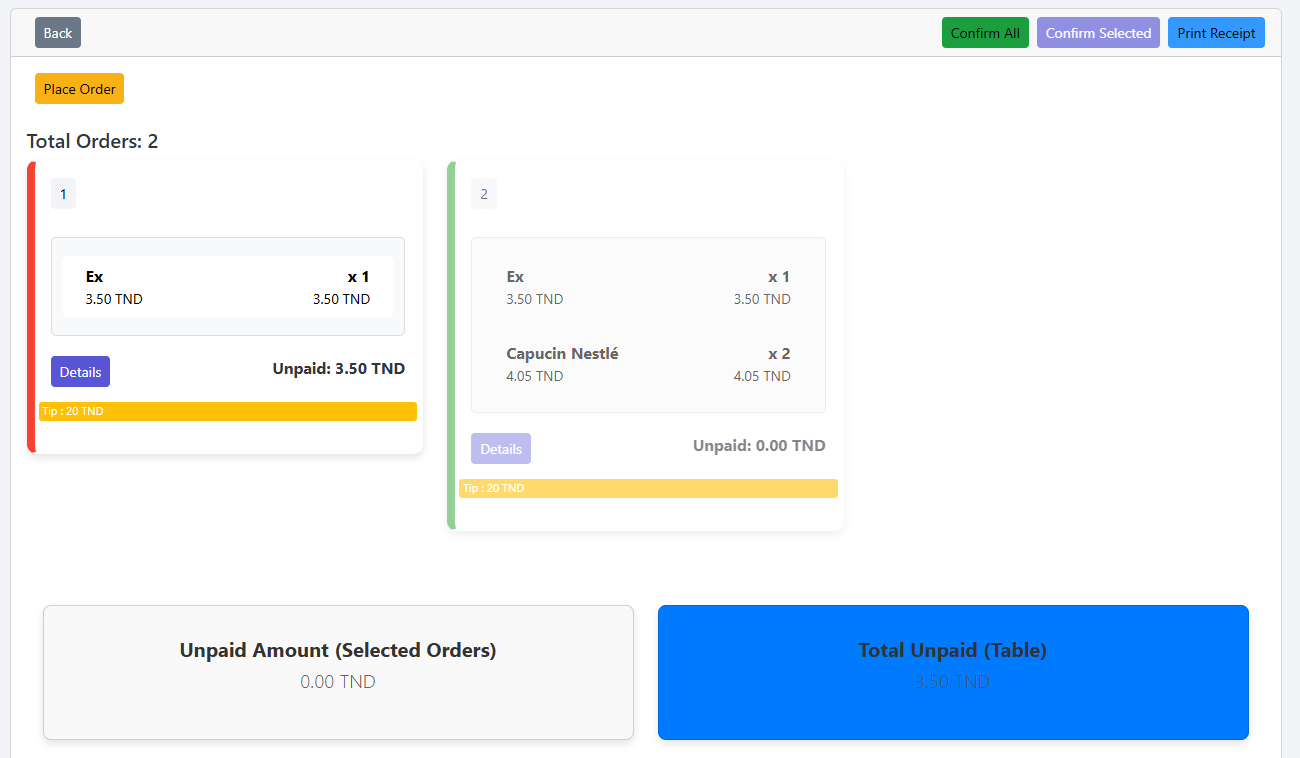 Back
Confirm All
Confirm Selected
Print Receipt
Place Order
Total Orders: 2
1
Ex x 1
3.50 TND 3.50 TND
Details
Unpaid: 3.50 TND
Tip : 20 TND
2
Ex x 1
3.50 TND 3.50 TND
Capucin Nestlé x 2
4.05 TND 4.05 TND
Details
Unpaid: 0.00 TND
Tip : 20 TND
Unpaid Amount (Selected Orders)
0.00 TND
Total Unpaid (Table)
3.50 TND